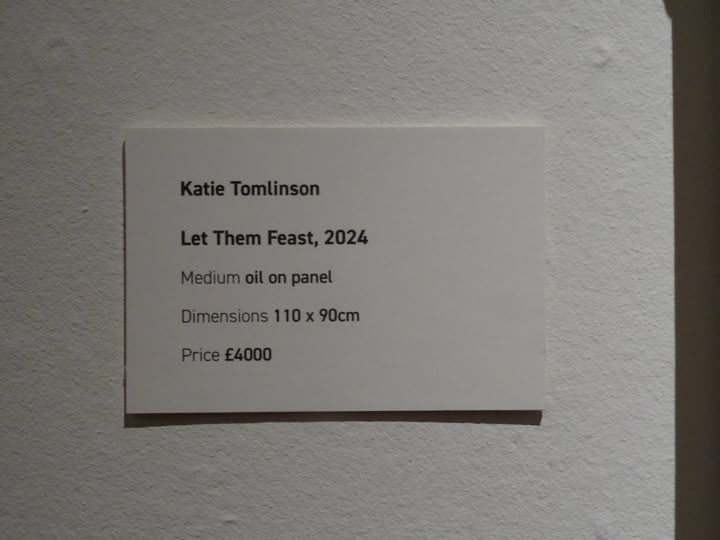 Katie Tomlinson
Let Them Feast, 2024
Medium oil on panel
Dimensions 110 x 90cm
Price £4000